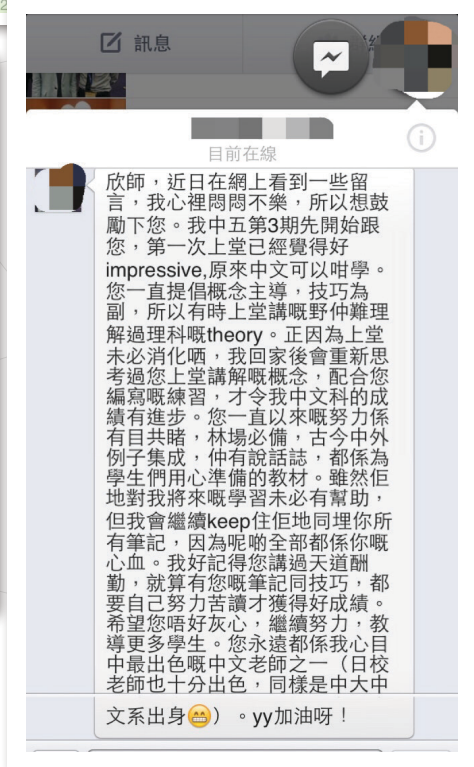 訊息
目前在線
欣師，近日在網上看到一些留
言，我心裡悶悶不樂，所以想鼓
勵下您。我中五第3期先開始跟
您，第一次上堂已經覺得好
impressive,原來中文可以咁學。
您一直提倡概念主導，技巧為
副，所以有時上堂講嘅野仲難理
解過理科嘅theory。正因為上堂
未必消化哂，我回家後會重新思
考過您上堂講解嘅概念，配合您
編寫嘅練習，才令我中文科的成
績有進步。您一直以來嘅努力係
有目共睹，林場必備，古今中外
例子集成，仲有說話誌，都係為
學生們用心準備的教材。雖然佢
地對我將來嘅學習未必有幫助，
但我會繼續keep住佢地同埋你所
有筆記，因為呢啲全部都係你嘅
心血。我好記得您講過天道酬
勤，就算有您嘅筆記同技巧，都
要自己努力苦讀才獲得好成績。
希望您唔好灰心，繼續努力，教
導更多學生。您永遠都係我心目
中最出色嘅中文老師之一（日校
老師也十分出色，同樣是中大中
文系出身😁）。yy加油呀！